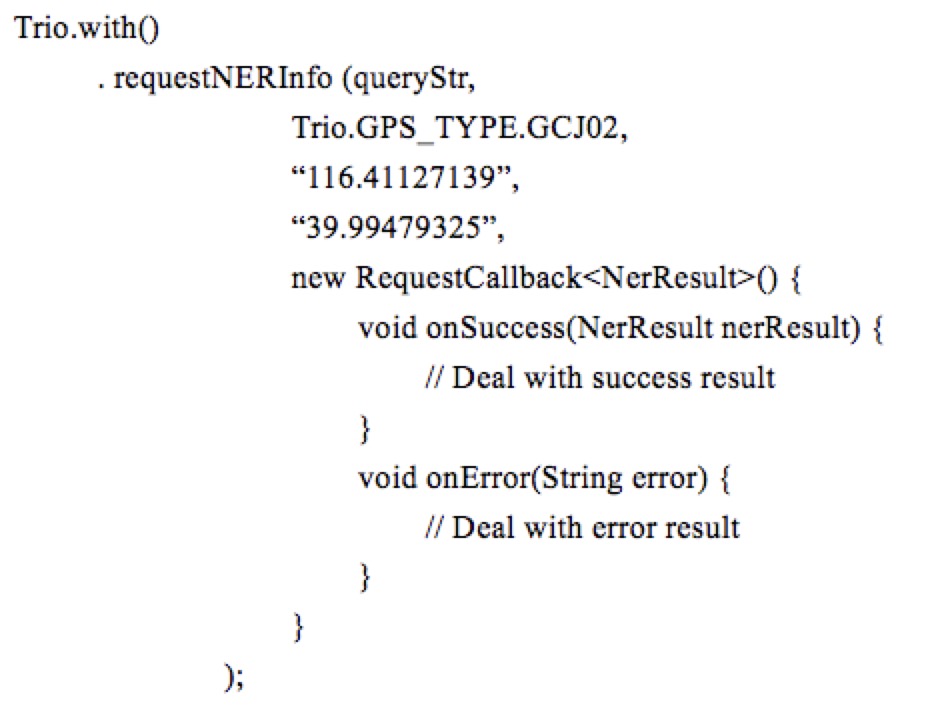 Trio.with()
. requestNERInfo (queryStr,
Trio.GPS_TYPE.GCJ02,
“116.41127139”,
“39.99479325”,
new RequestCallback<NerResult>() {
void onSuccess(NerResult nerResult) {
// Deal with success result
}
void onError(String error) {
// Deal with error result
}
}
);